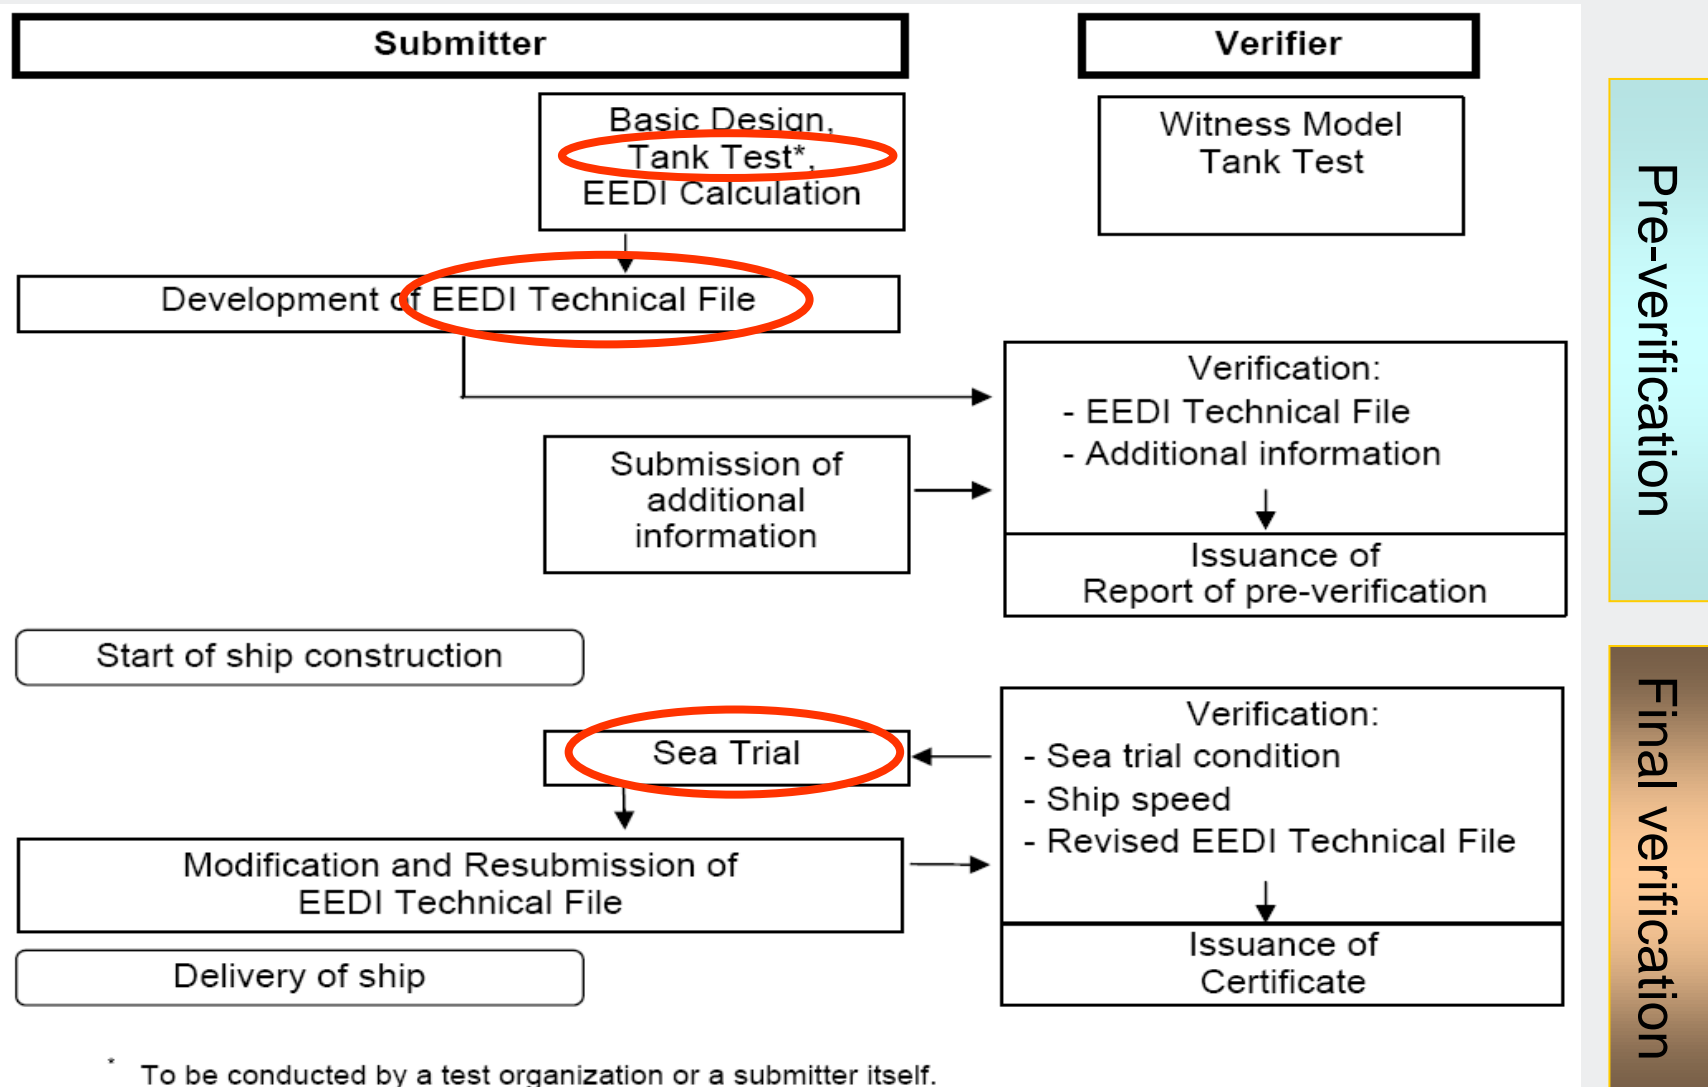 Submitter
Verifier
Basic Design,
Tank Test*,
EEDI Calculation
Witness Model
Tank Test
Development of EEDI Technical File
Verification:
- EEDI Technical File
- Additional information
Submission of
additional
information
Issuance of
Report of pre-verification
Pre-verification
Start of ship construction
Sea Trial
Verification:
- Sea trial condition
- Ship speed
- Revised EEDI Technical File
Modification and Resubmission of
EEDI Technical File
Issuance of
Certificate
Delivery of ship
Final verification
* To be conducted by a test organization or a submitter itself.